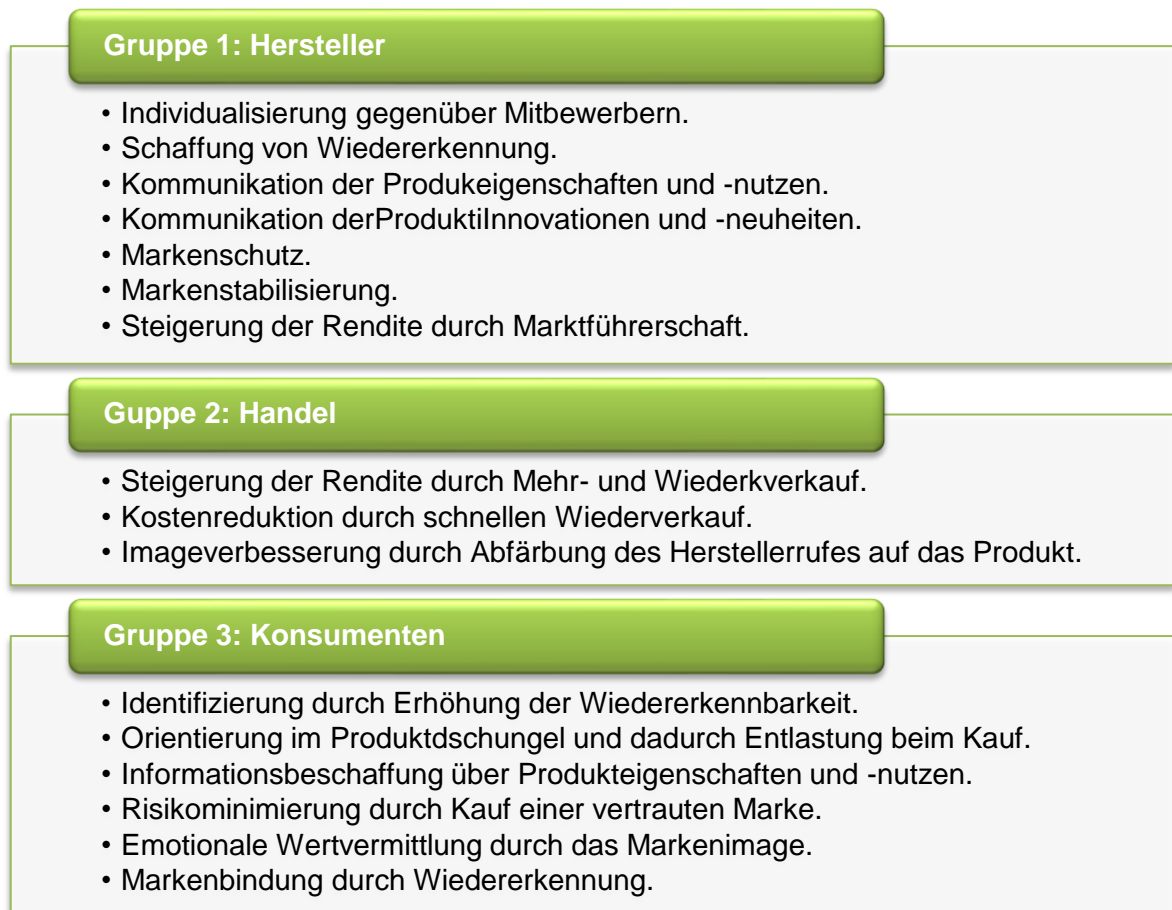 Gruppe 1: Hersteller
• Individualisierung gegenüber Mitbewerbern.
• Schaffung von Wiedererkennung.
• Kommunikation der Produkeigenschaften und -nutzen.
• Kommunikation derProduktiInnovationen und -neuheiten.
• Markenschutz.
• Markenstabilisierung.
• Steigerung der Rendite durch Marktführerschaft.
Guppe 2: Handel
• Steigerung der Rendite durch Mehr- und Wiederkverkauf.
• Kostenreduktion durch schnellen Wiederverkauf.
• Imageverbesserung durch Abfärbung des Herstellerrufes auf das Produkt.
Gruppe 3: Konsumenten
• Identifizierung durch Erhöhung der Wiedererkennbarkeit.
• Orientierung im Produktdschungel und dadurch Entlastung beim Kauf.
• Informationsbeschaffung über Produkteigenschaften und -nutzen.
• Risikominimierung durch Kauf einer vertrauten Marke.
• Emotionale Wertvermittlung durch das Markenimage.
• Markenbindung durch Wiedererkennung.